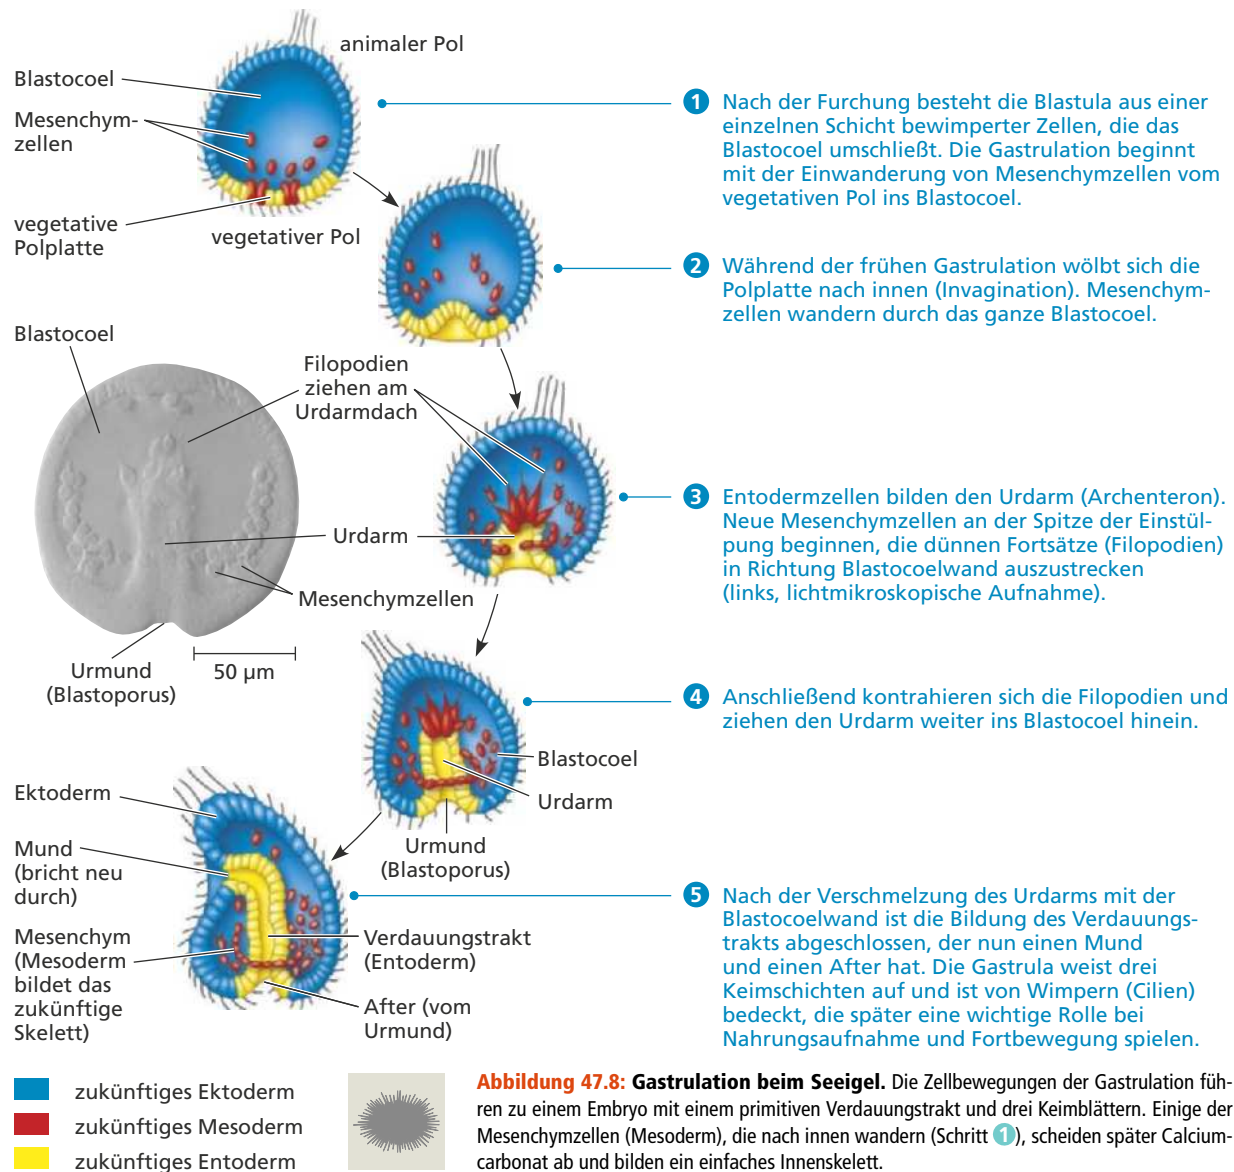 animaler Pol
Blastocoel
Mesenchym-
zellen
vegetative
Polplatte
vegetativer Pol
1 Nach der Furchung besteht die Blastula aus einer
einzelnen Schicht bewimperter Zellen, die das
Blastocoel umschließt. Die Gastrulation beginnt
mit der Einwanderung von Mesenchymzellen vom
vegetativen Pol ins Blastocoel.
2 Während der frühen Gastrulation wölbt sich die
Polplatte nach innen (Invagination). Mesenchym-
zellen wandern durch das ganze Blastocoel.
Blastocoel
Filopodien
ziehen am
Urdarmdach
Urdarm
Mesenchymzellen
Urmund
(Blastoporus)
50 µm
3 Entodermzellen bilden den Urdarm (Archenteron).
Neue Mesenchymzellen an der Spitze der Einstül-
pung beginnen, die dünnen Fortsätze (Filopodien)
in Richtung Blastocoelwand auszustrecken
(links, lichtmikroskopische Aufnahme).
4 Anschließend kontrahieren sich die Filopodien und
ziehen den Urdarm weiter ins Blastocoel hinein.
Blastocoel
Urdarm
Urmund
(Blastoporus)
Ektoderm
Mund
(bricht neu
durch)
Mesenchym
(Mesoderm
bildet das
zukünftige
Skelett)
Verdauungstrakt
(Entoderm)
After (vom
Urmund)
5 Nach der Verschmelzung des Urdarms mit der
Blastocoelwand ist die Bildung des Verdauungs-
trakts abgeschlossen, der nun einen Mund
und einen After hat. Die Gastrula weist drei
Keimschichten auf und ist von Wimpern (Cilien)
bedeckt, die später eine wichtige Rolle bei
Nahrungsaufnahme und Fortbewegung spielen.
zukünftiges Ektoderm
zukünftiges Mesoderm
zukünftiges Entoderm
Abbildung 47.8: Gastrulation beim Seeigel. Die Zellbewegungen der Gastrulation füh-
ren zu einem Embryo mit einem primitiven Verdauungstrakt und drei Keimblättern. Einige der
Mesenchymzellen (Mesoderm), die nach innen wandern (Schritt 1), scheiden später Calcium-
carbonat ab und bilden ein einfaches Innenskelett.